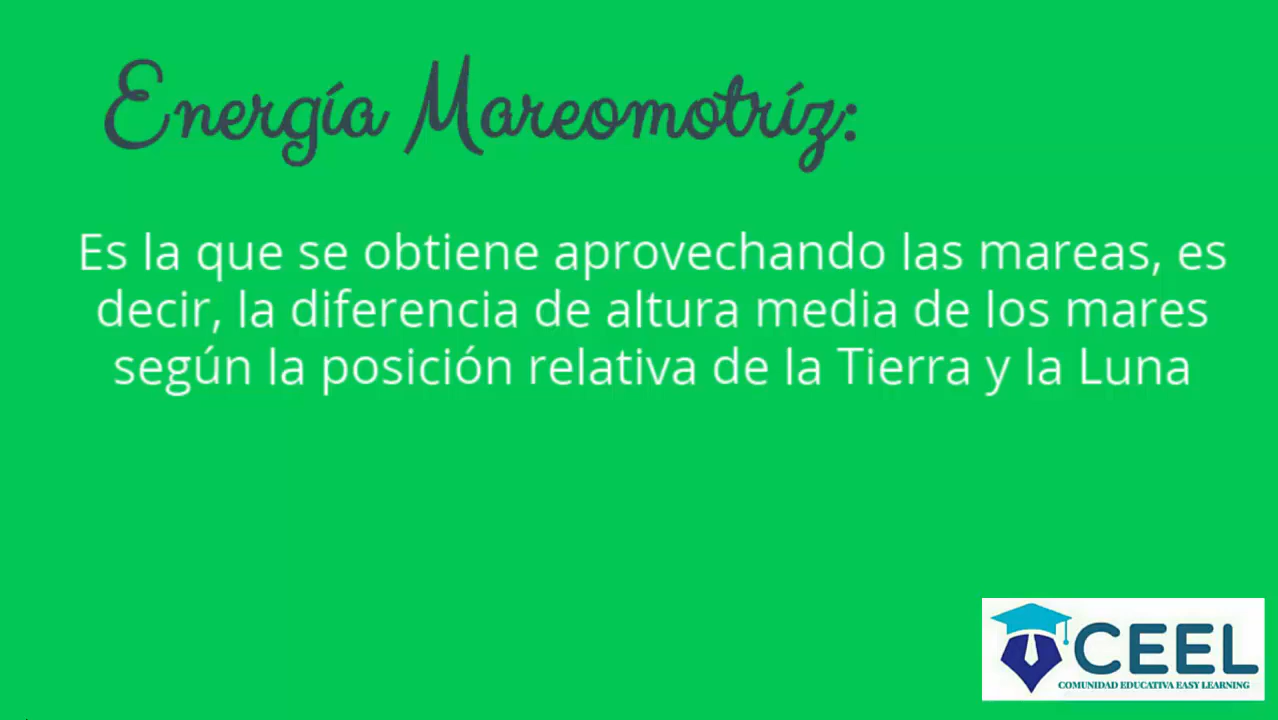 Energía Mareomotríz:
Es la que se obtiene aprovechando las mareas, es
decir, la diferencia de altura media de los mares
según la posición relativa de la Tierra y la Luna
CEEL
COMUNIDAD EDUCATIVA EASY LEARNING